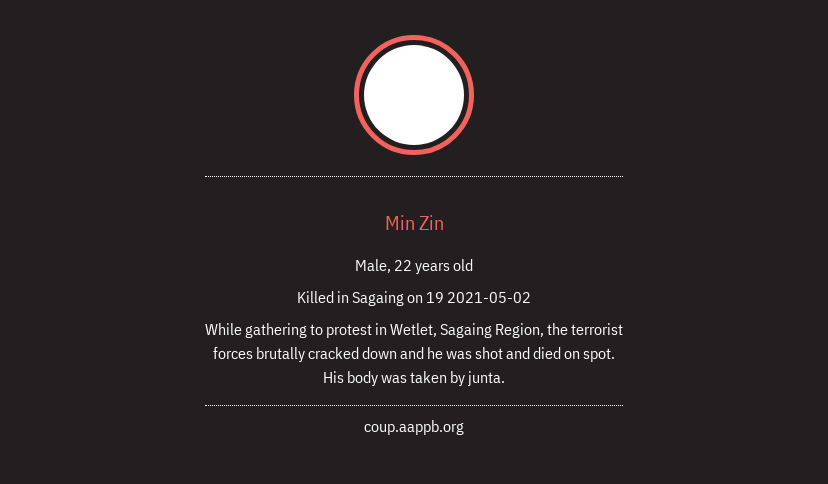 Min Zin
Male, 22 years old
Killed in Sagaing on 19 2021-05-02
While gathering to protest in Wetlet, Sagaing Region, the terrorist
forces brutally cracked down and he was shot and died on spot.
His body was taken by junta.
coup.aappb.org